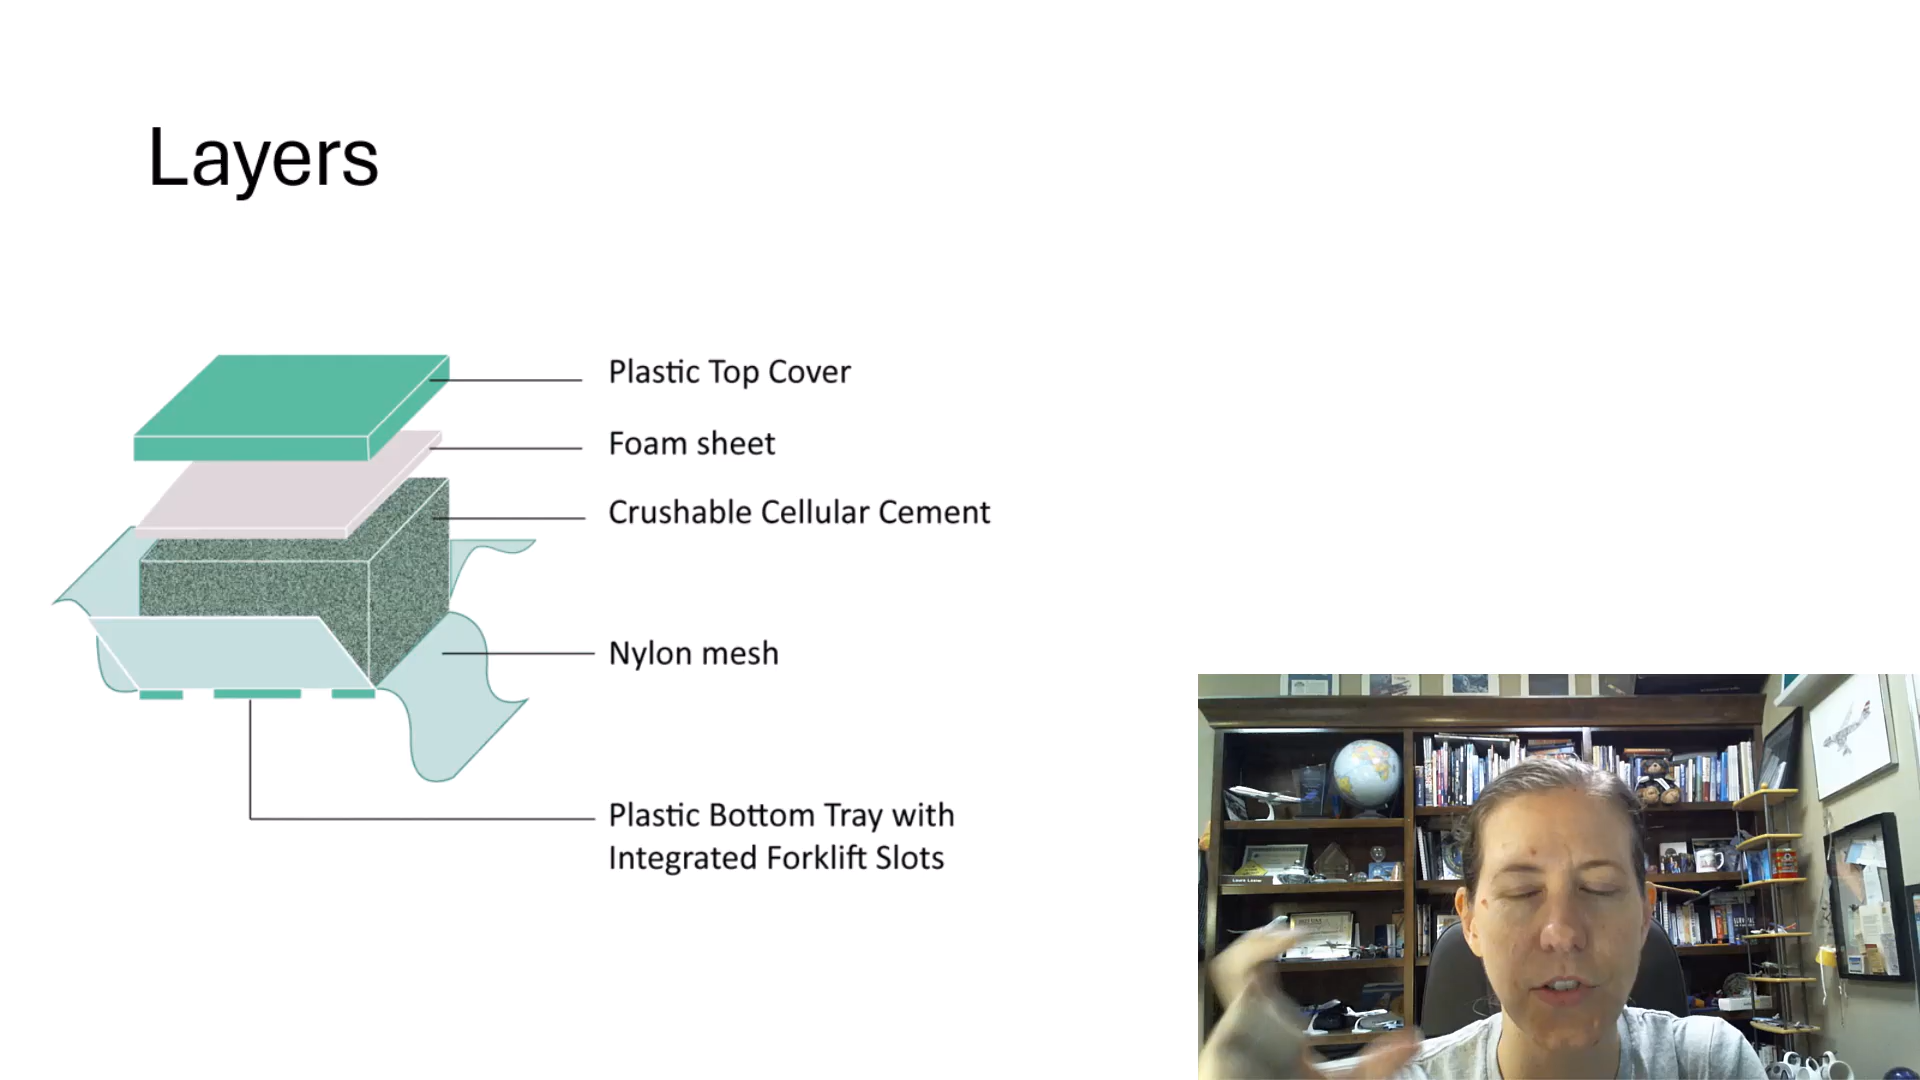 Layers
Plastic Top Cover
Foam sheet
Crushable Cellular Cement
Nylon mesh
Plastic Bottom Tray with
Integrated Forklift Slots